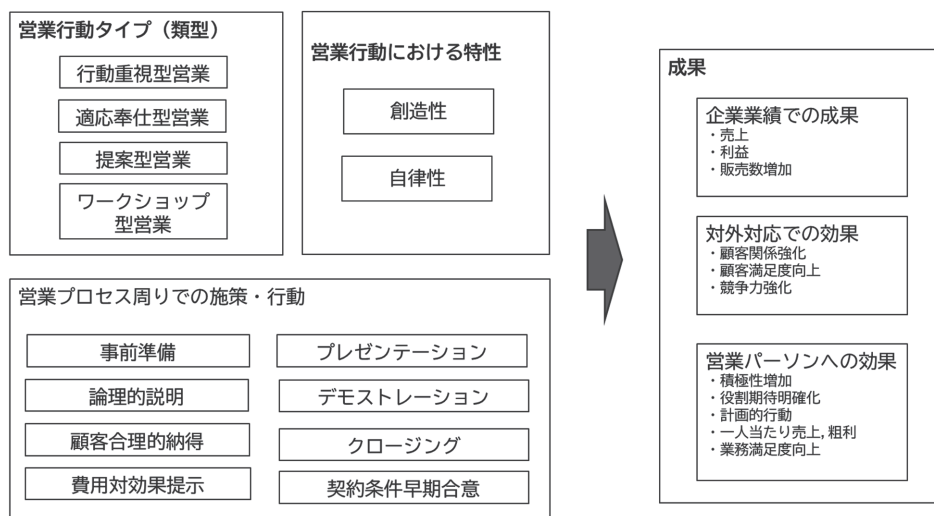 営業行動タイプ（類型）
行動重視型営業
適応奉仕型営業
提案型営業
ワークショップ
型営業
営業行動における特性
創造性
自律性
営業プロセス周りでの施策・行動
事前準備
論理的説明
顧客合理的納得
費用対効果提示
プレゼンテーション
デモストレーション
クロージング
契約条件早期合意
成果
企業業績での成果
・売上
・利益
・販売数増加
対外対応での効果
・顧客関係強化
・顧客満足度向上
・競争力強化
営業パーソンへの効果
・積極性増加
・役割期待明確化
・計画的行動
・一人当たり売上，粗利
・業務満足度向上